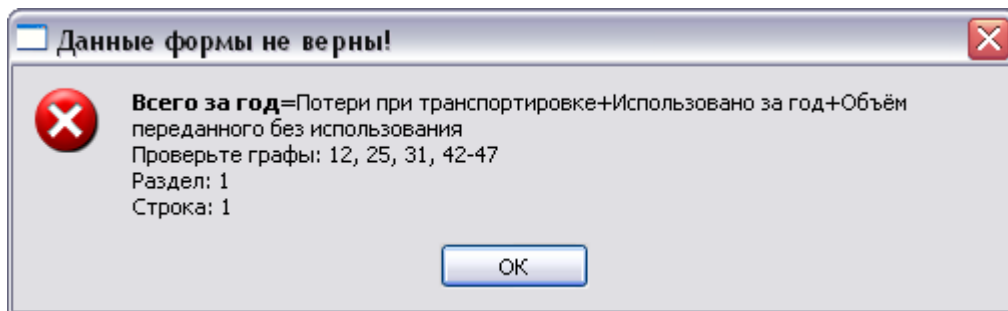 Данные формы не верны!
Всего за год=Потери при транспортировке+Использовано за год+Объём
переданного без использования
Проверьте графы: 12, 25, 31, 42-47
Раздел: 1
Строка: 1
ОК